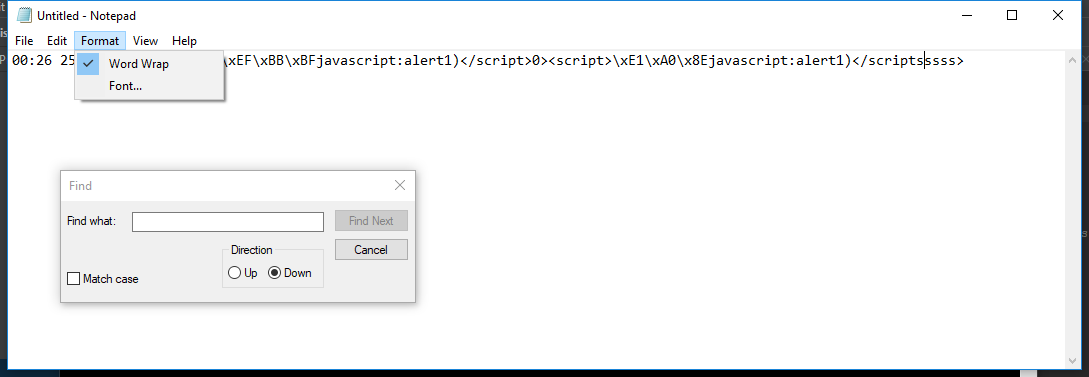 Untitled - Notepad
File Edit Format View Help
00:26 25 \xEF\xBB\xBFjavascript:alert1)</script>0><script>\xE1\xA0\x8Ejavascript:alert1)</scriptsssss>
Word Wrap
Font...
Find
Find what: Find Next
Direction Cancel
Match case Up Down